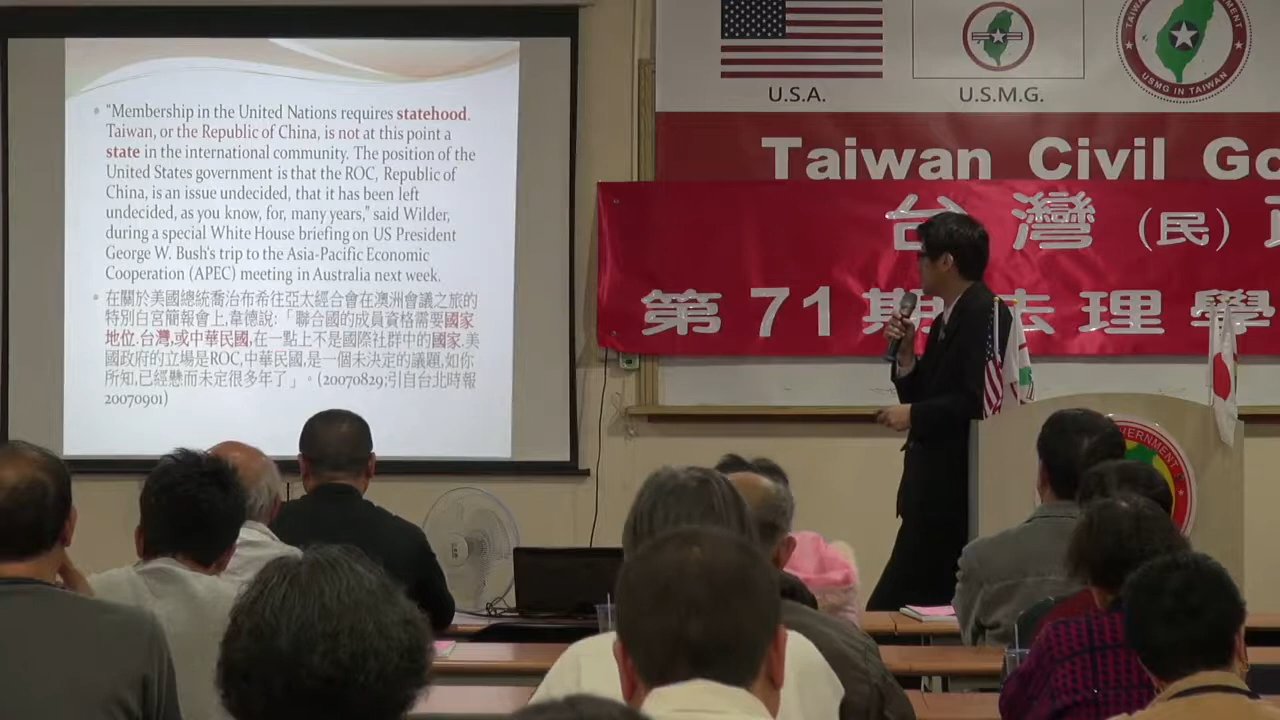 "Membership in the United Nations requires statehood.
Taiwan, or the Republic of China, is not at this point a
state in the international community. The position of the
United States government is that the ROC, Republic of
China, is an issue undecided, that it has been left
undecided, as you know, for, many years," said Wilder,
during a special White House briefing on US President
George W. Bush's trip to the Asia-Pacific Economic
Cooperation (APEC) meeting in Australia next week.
在關於美國總統喬治布希往亞太經合會在澳洲會議之旅的
特別白宮簡報會上,韋德說:「聯合國的成員資格需要國家
地位.台灣,或中華民國,在一點上不是國際社群中的國家.美
國政府的立場是ROC,中華民國,是一個未決定的議題,如你
所知,已經懸而未定很多年了」。(20070829;引自台北時報
20070901)
U.S.A.
U.S.M.G.
USMG IN TAIWAN
Taiwan Civil Go
台灣(民)
第71期法理學